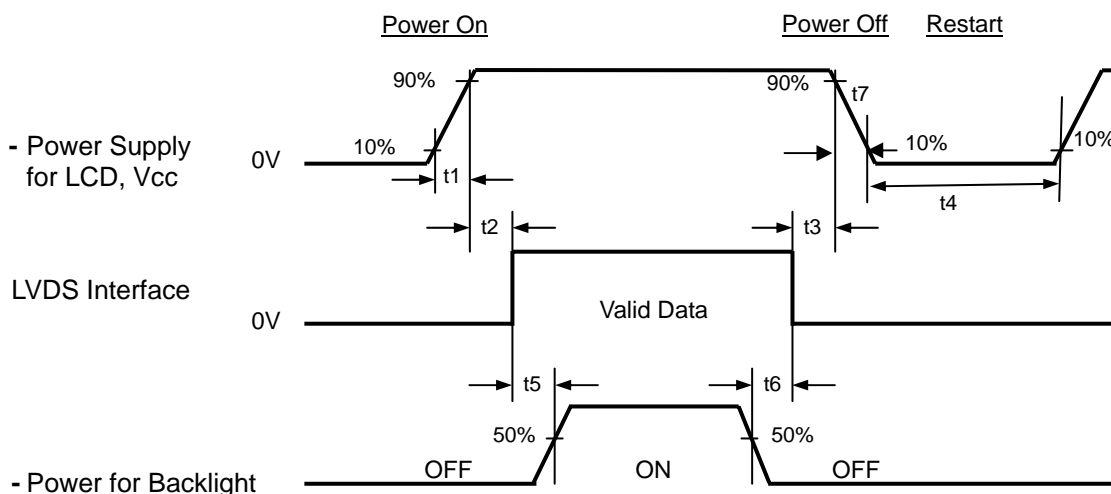 Power On Power Off Restart
90% 90% t7
- Power Supply for LCD, Vcc
0V 10% 10% 10%
t1 t4
t2 t3
LVDS Interface
0V Valid Data
t5 t6
50% 50%
OFF ON OFF
- Power for Backlight